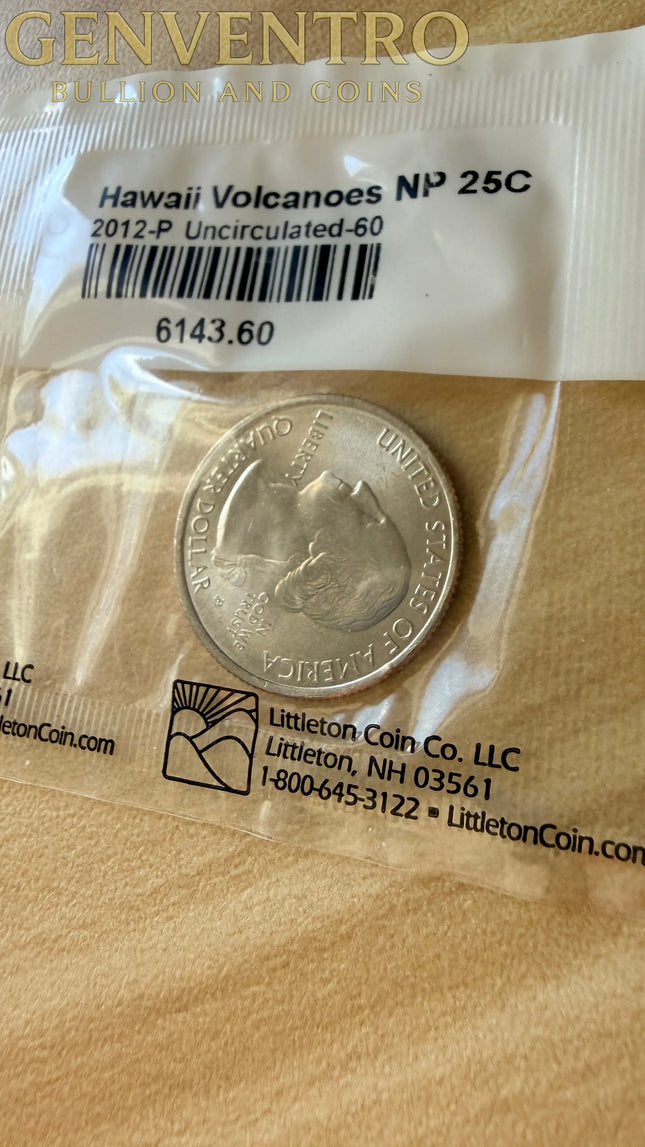 GENVENTRO
BULLION AND COINS
Hawaii Volcanoes NP 25C
2012-P Uncirculated-60
6143.60
UNITED STATES OF AMERICA
LIBERTY
QUARTER DOLLAR
IN GOD WE TRUST
P
LLC
letonCoin.com
Littleton Coin Co. LLC
Littleton, NH 03561
1-800-645-3122 ▪ LittletonCoin.com